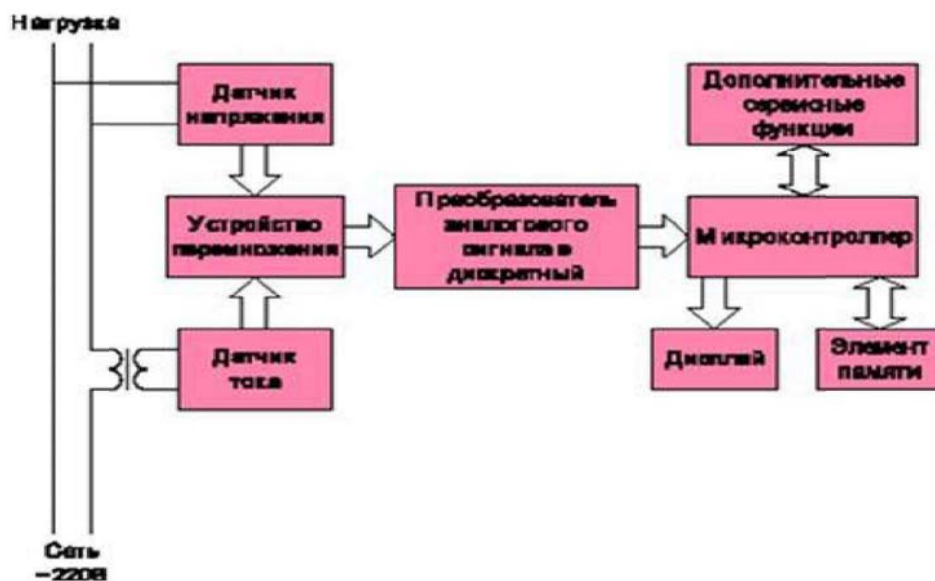 Нагрузка
Датчик
напряжения
Дополнительные
сервисные
функции
Устройство
перемножения
Преобразователь
аналогового
сигнала в
дискретный
Микроконтроллер
Датчик
тока
Дисплей
Элемент
памяти
Сеть
~220В